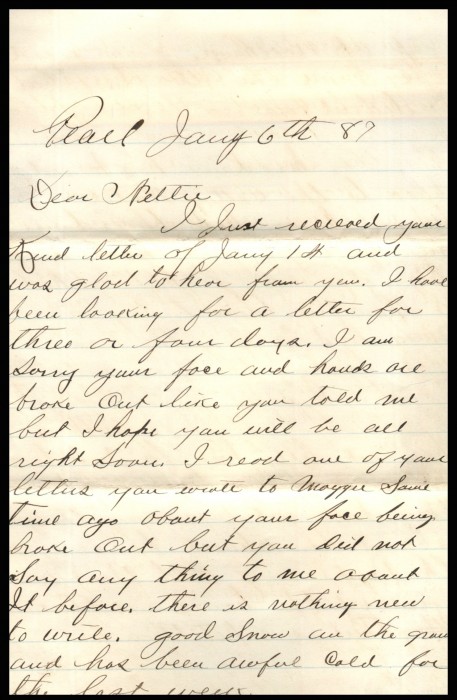 Pearl Jany 6th 87
Dear Nettie
I Just recieved your
Kind letter of Jany 1st and
was glad to hear from you. I have
been looking for a letter for
three or four days. I am
sorry your face and hands are
broke out like you told me
but I hope you will be all
right soon. I read one of your
letters you wrote to Maggie Some
time ago about your face being
broke out but you did not
Say any thing to me about
It before. there is nothing new
to write. good Snow on the groun
and has been awful Cold for
the last week.